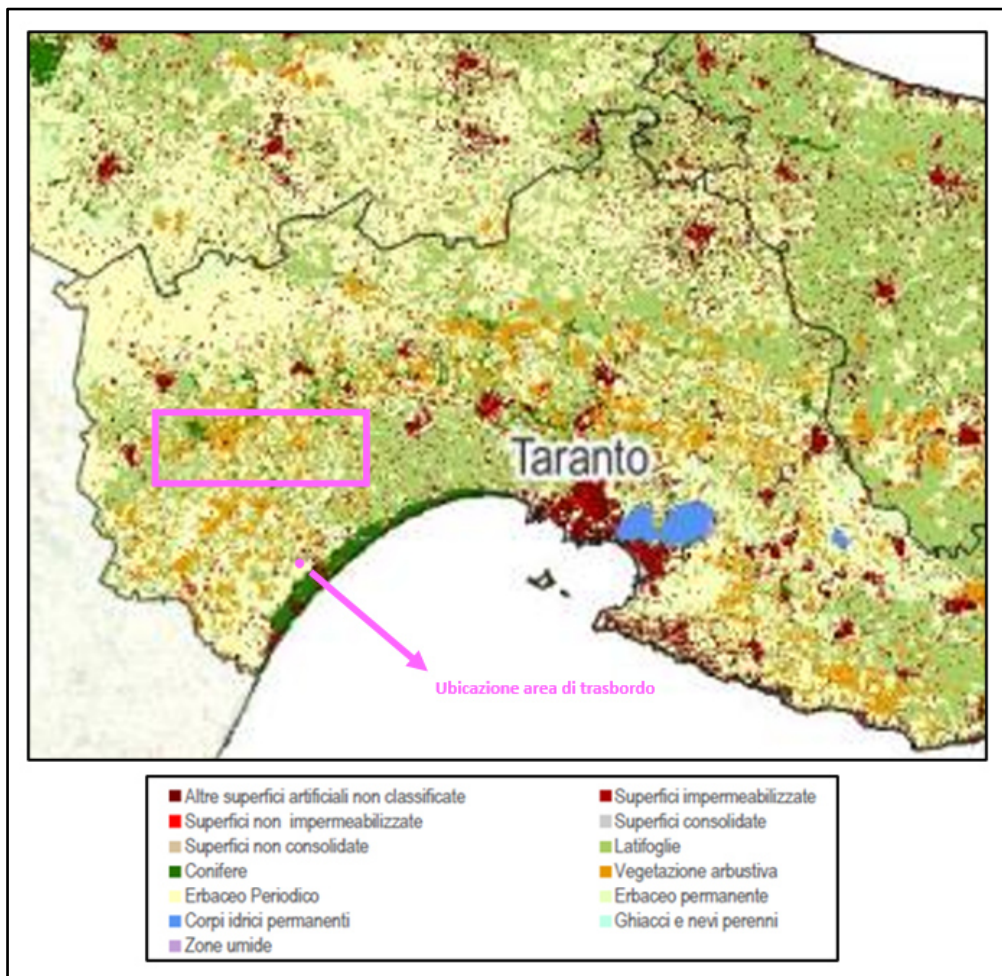 Taranto
Ubicazione area di trasbordo
Altre superfici artificiali non classificate
Superfici impermeabilizzate
Superfici non impermeabilizzate
Superfici consolidate
Superfici non consolidate
Latifoglie
Conifere
Vegetazione arbustiva
Erbaceo Periodico
Erbaceo permanente
Corpi idrici permanenti
Ghiacci e nevi perenni
Zone umide